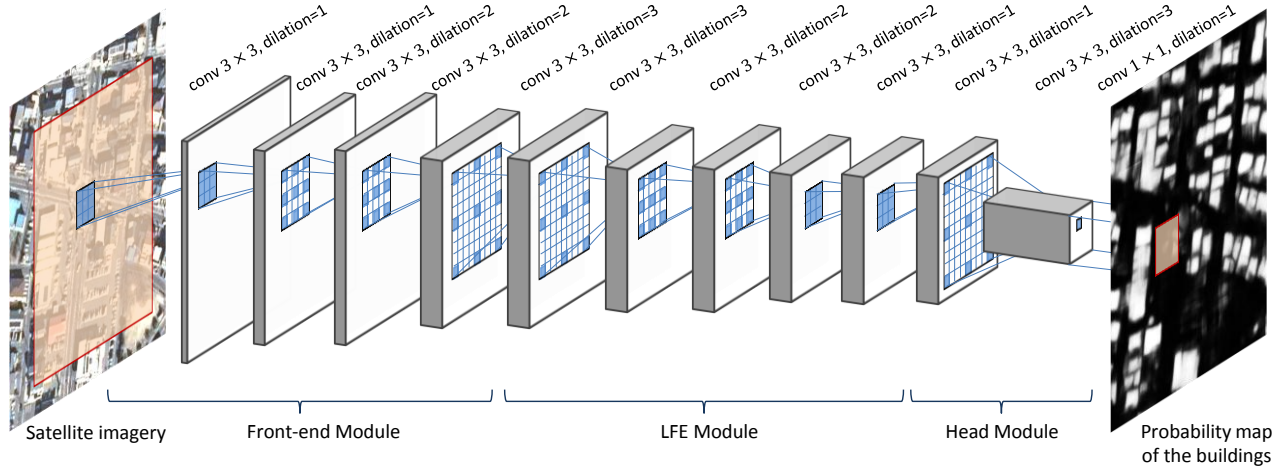 conv 3 × 3, dilation=1
conv 3 × 3, dilation=1
conv 3 × 3, dilation=2
conv 3 × 3, dilation=2
conv 3 × 3, dilation=3
conv 3 × 3, dilation=3
conv 3 × 3, dilation=2
conv 3 × 3, dilation=2
conv 3 × 3, dilation=1
conv 3 × 3, dilation=1
conv 3 × 3, dilation=3
conv 1 × 1, dilation=1
Satellite imagery
Front-end Module
LFE Module
Head Module
Probability map
of the buildings